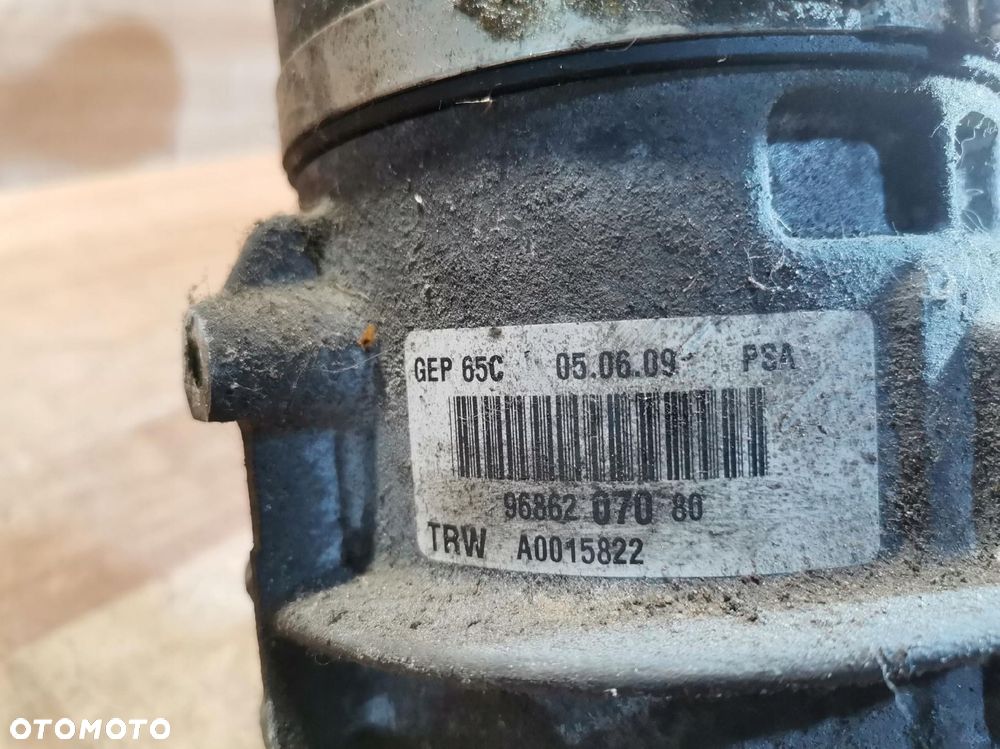 GEP 65C 05.06.09 PSA
96862 070 80
TRW A0015822
OTOMOTO